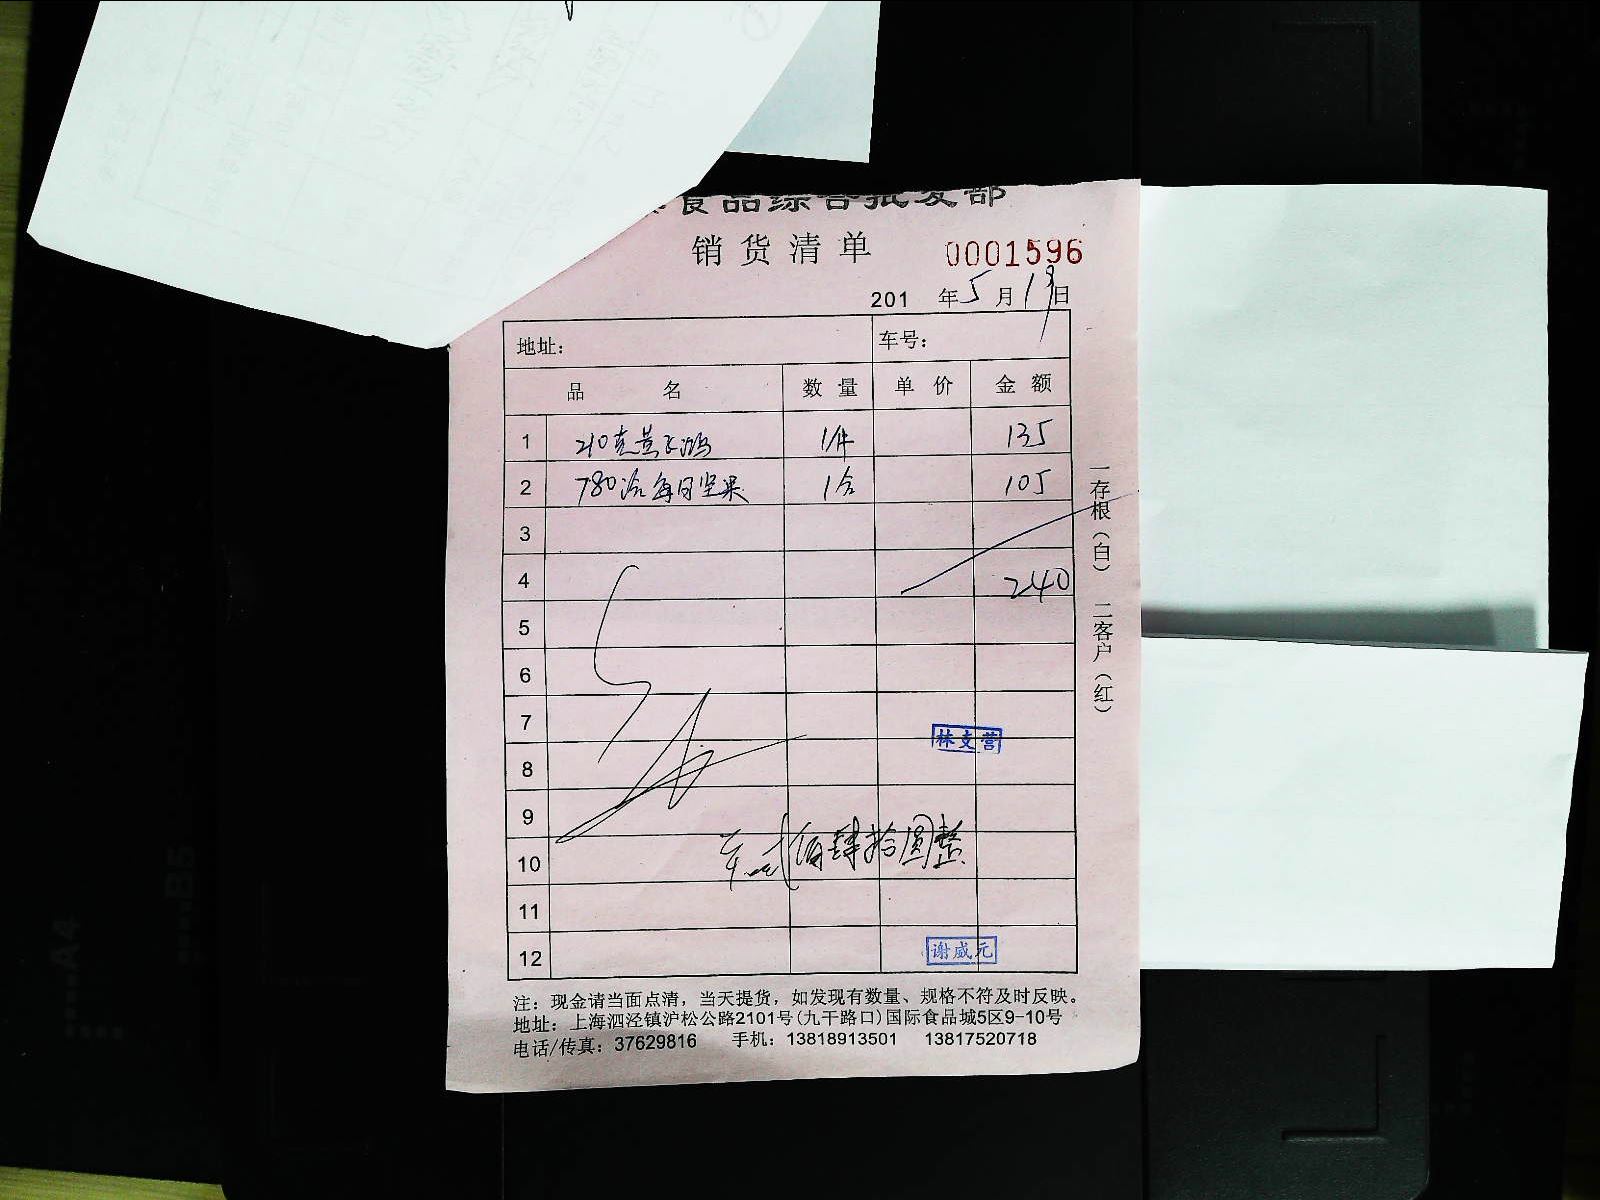 食品综合批发部
销货清单 0001596
201 年5月19日
地址： 车号：
品 名 数量 单价 金额
1 210克黄飞鸿 1件 135
2 780洽每日坚果 1合 105
3
4 240
5
6
7
林支营
8
9
10 贰佰肆拾圆整
11
12 谢威元
注：现金请当面点清，当天提货，如发现有数量、规格不符及时反映。
地址：上海泗泾镇沪松公路2101号(九干路口)国际食品城5区9-10号
电话/传真：37629816 手机：13818913501 13817520718
一存根（白） 二客户（红）
A4
B5